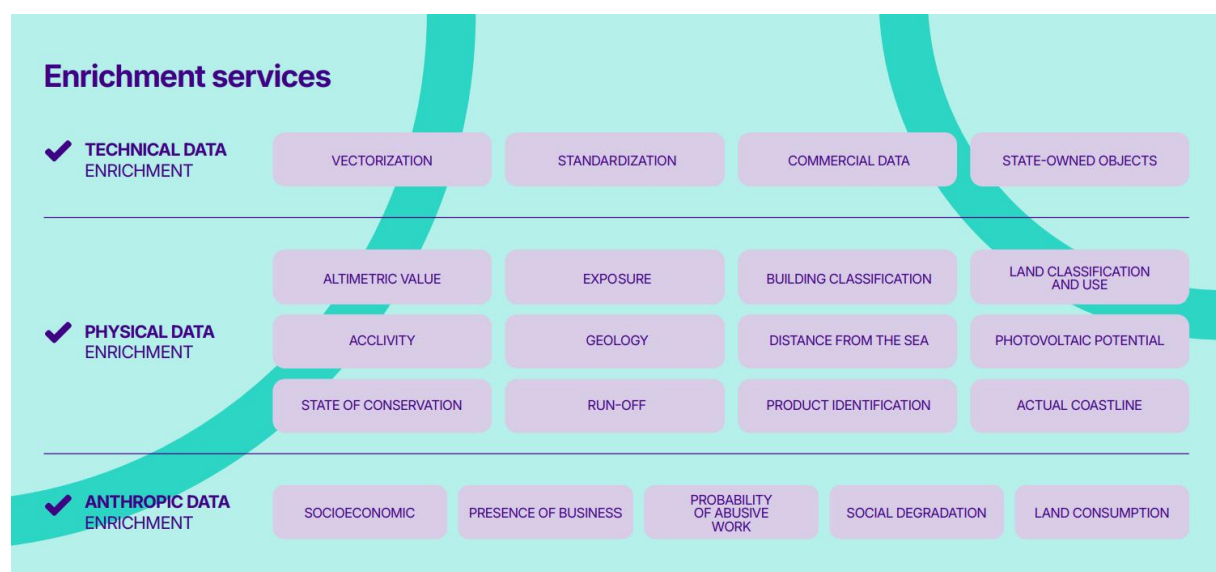 Enrichment services
TECHNICAL DATA
ENRICHMENT
VECTORIZATION
STANDARDIZATION
COMMERCIAL DATA
STATE-OWNED OBJECTS
PHYSICAL DATA
ENRICHMENT
ALTIMETRIC VALUE
EXPOSURE
BUILDING CLASSIFICATION
LAND CLASSIFICATION
AND USE
ACCLIVITY
GEOLOGY
DISTANCE FROM THE SEA
PHOTOVOLTAIC POTENTIAL
STATE OF CONSERVATION
RUN-OFF
PRODUCT IDENTIFICATION
ACTUAL COASTLINE
ANTHROPIC DATA
ENRICHMENT
SOCIOECONOMIC
PRESENCE OF BUSINESS
PROBABILITY
OF ABUSIVE
WORK
SOCIAL DEGRADATION
LAND CONSUMPTION